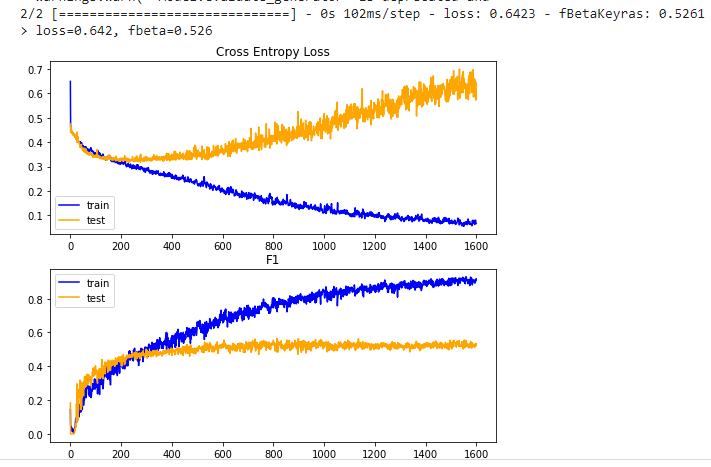 2/2 [==============================] - 0s 102ms/step - loss: 0.6423 - fBetaKeyras: 0.5261
> loss=0.642, fbeta=0.526
Cross Entropy Loss
0.7
0.6
0.5
0.4
0.3
0.2
0.1
train
test
0 200 400 600 800 1000 1200 1400 1600
F1
0.8
0.6
0.4
0.2
0.0
train
test
0 200 400 600 800 1000 1200 1400 1600